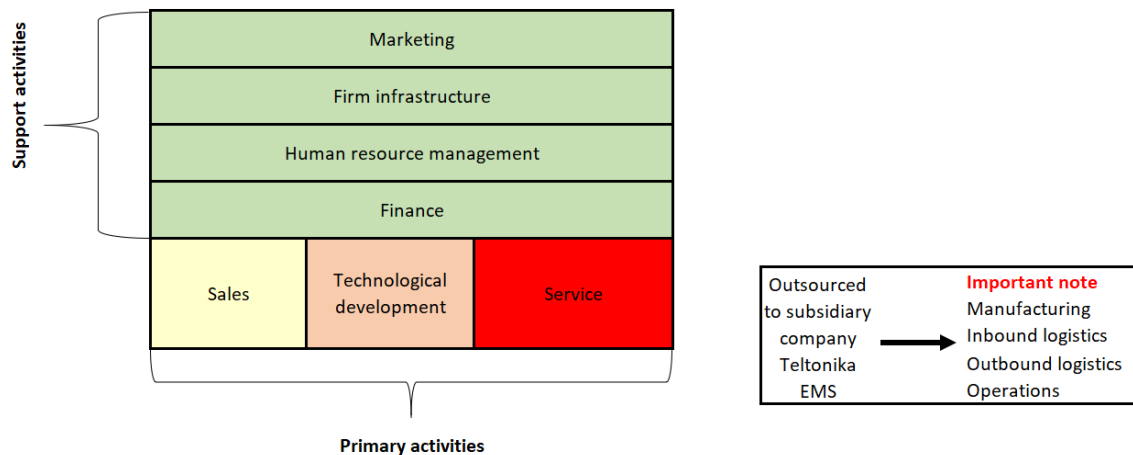 Support activities
Marketing
Firm infrastructure
Human resource management
Finance
Sales
Technological
development
Service
Primary activities
Outsourced
to subsidiary
company
Teltonika
EMS
Important note
Manufacturing
Inbound logistics
Outbound logistics
Operations